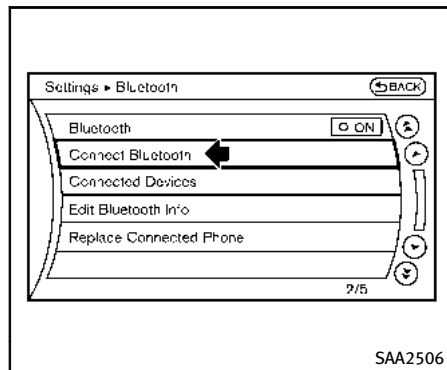 Settings ▸ Bluetooth
BACK
Bluetooth
ON
Connect Bluetooth
Connected Devices
Edit Bluetooth Info
Replace Connected Phone
2/5
SAA2506